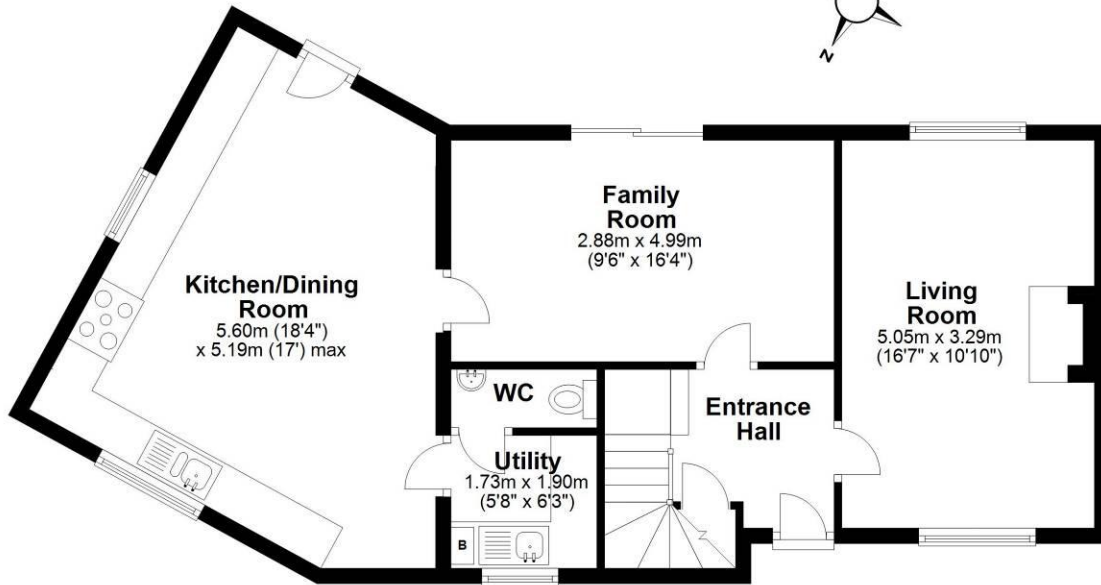 N
Family
Room
2.88m x 4.99m
(9'6" x 16'4")
Kitchen/Dining
Room
5.60m (18'4")
x 5.19m (17') max
Living
Room
5.05m x 3.29m
(16'7" x 10'10")
WC
Entrance
Hall
Utility
1.73m x 1.90m
(5'8" x 6'3")
B